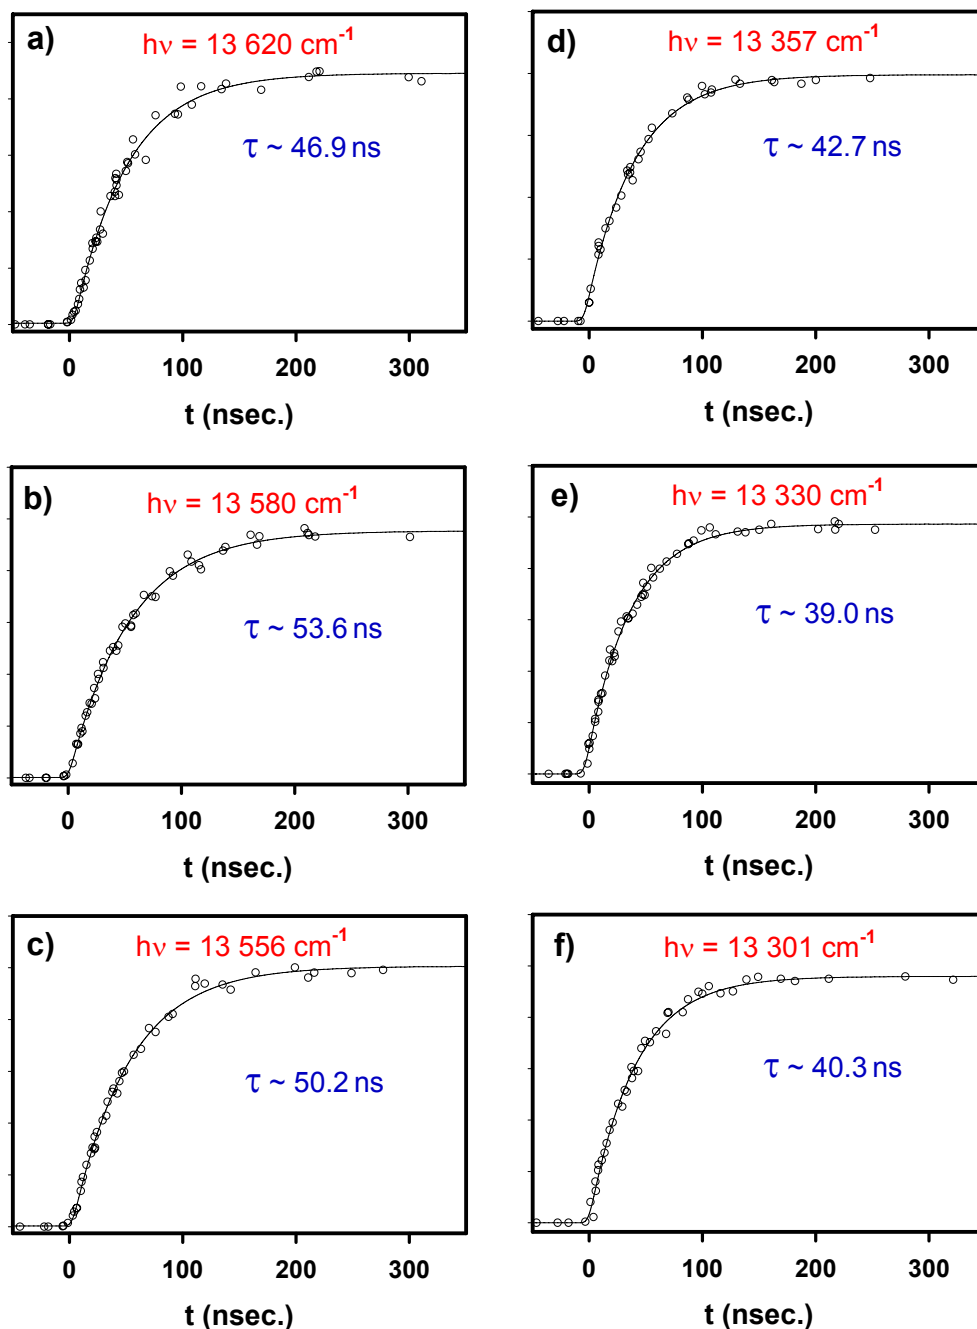 a)
hν = 13 620 cm⁻¹
τ ~ 46.9 ns
0 100 200 300
t (nsec.)
d)
hν = 13 357 cm⁻¹
τ ~ 42.7 ns
0 100 200 300
t (nsec.)
b)
hν = 13 580 cm⁻¹
τ ~ 53.6 ns
0 100 200 300
t (nsec.)
e)
hν = 13 330 cm⁻¹
τ ~ 39.0 ns
0 100 200 300
t (nsec.)
c)
hν = 13 556 cm⁻¹
τ ~ 50.2 ns
0 100 200 300
t (nsec.)
f)
hν = 13 301 cm⁻¹
τ ~ 40.3 ns
0 100 200 300
t (nsec.)